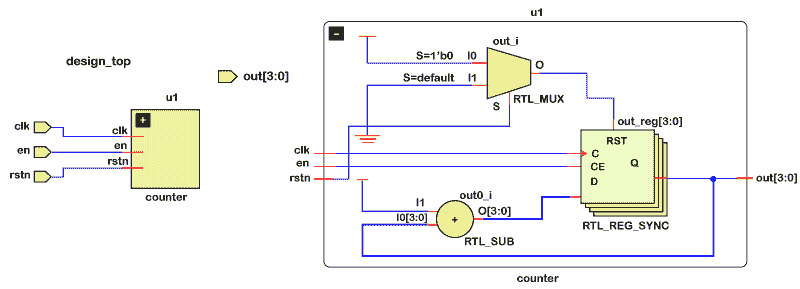 design_top
out[3:0]
u1
+
clk
clk
en
en
rstn
rstn
counter
u1
-
out_i
S=1'b0
I0
O
S=default
I1
S
RTL_MUX
out_reg[3:0]
RST
clk
C
en
CE
Q
rstn
D
out[3:0]
I1
out0_i
I0[3:0]
+
O[3:0]
RTL_SUB
RTL_REG_SYNC
counter